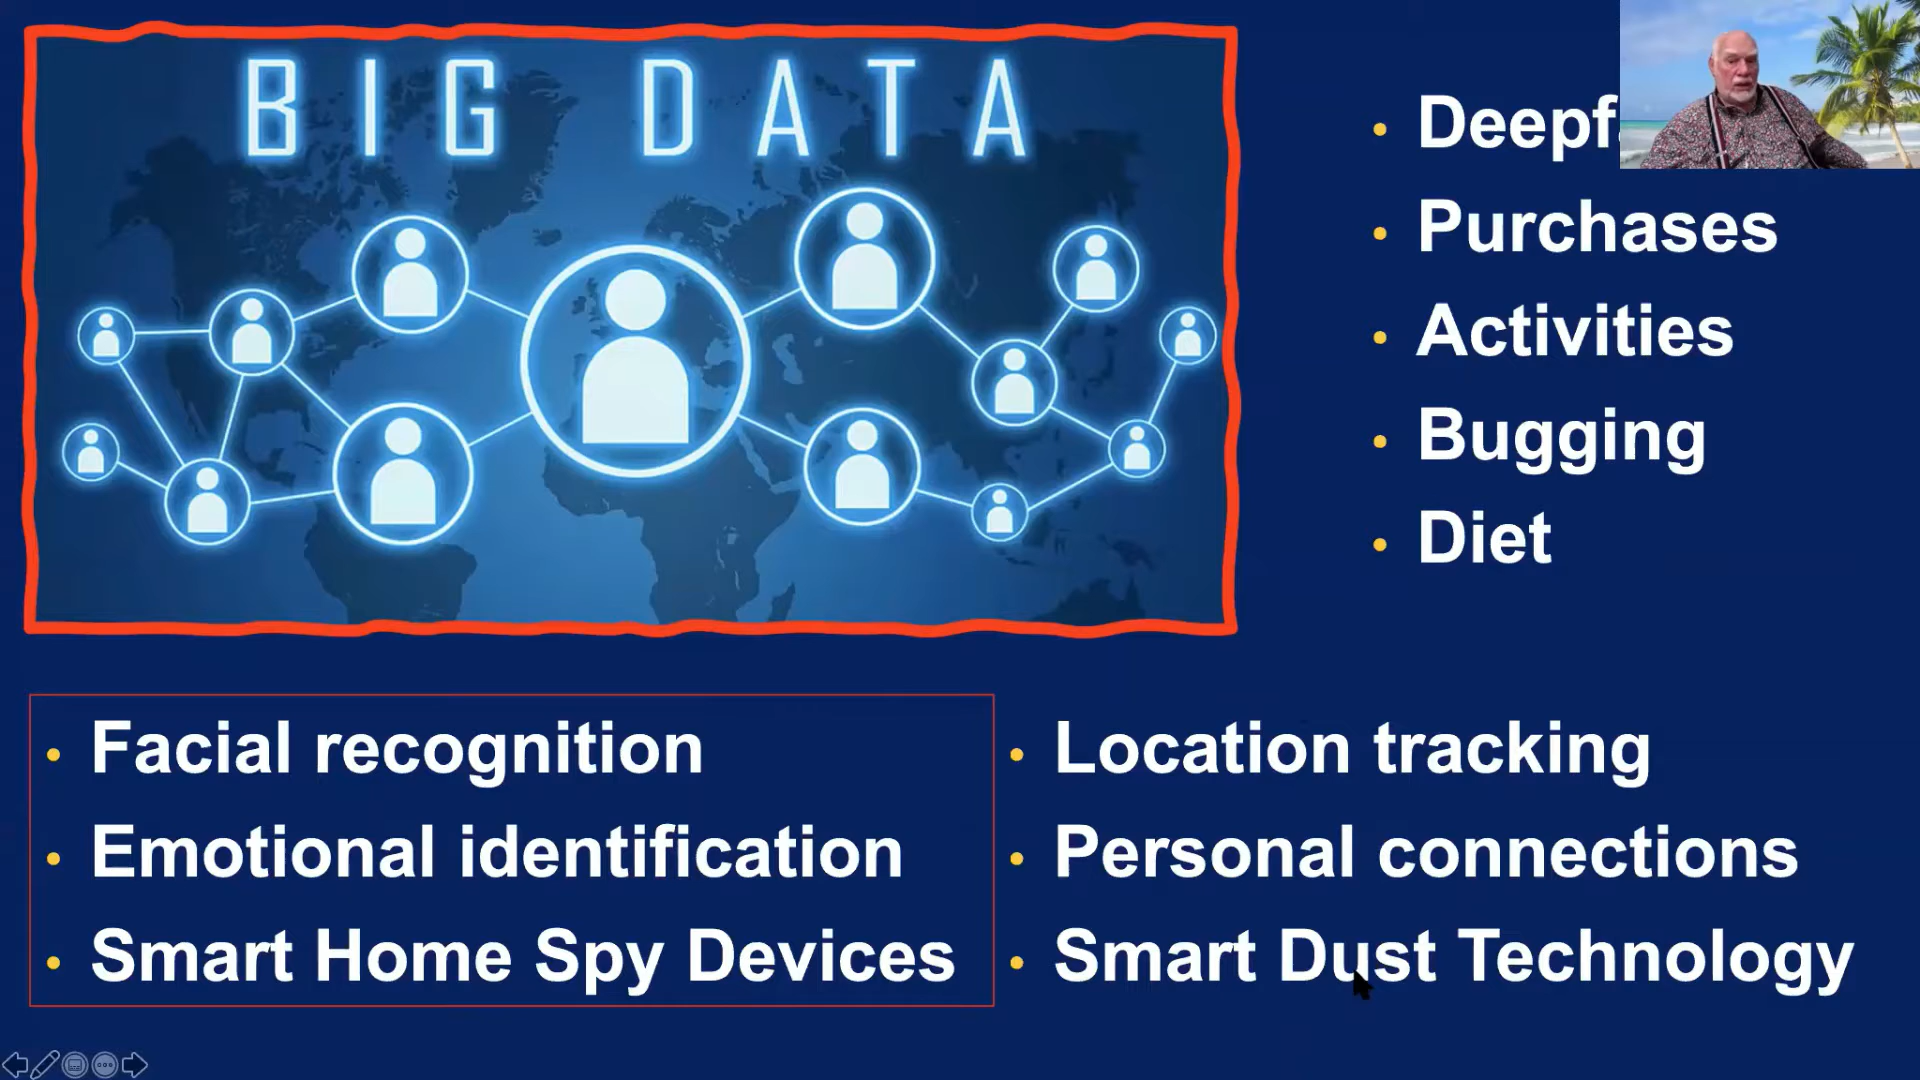 BIG DATA
Purchases
Activities
Bugging
Diet
Facial recognition
Emotional identification
Smart Home Spy Devices
Location tracking
Personal connections
Smart Dust Technology